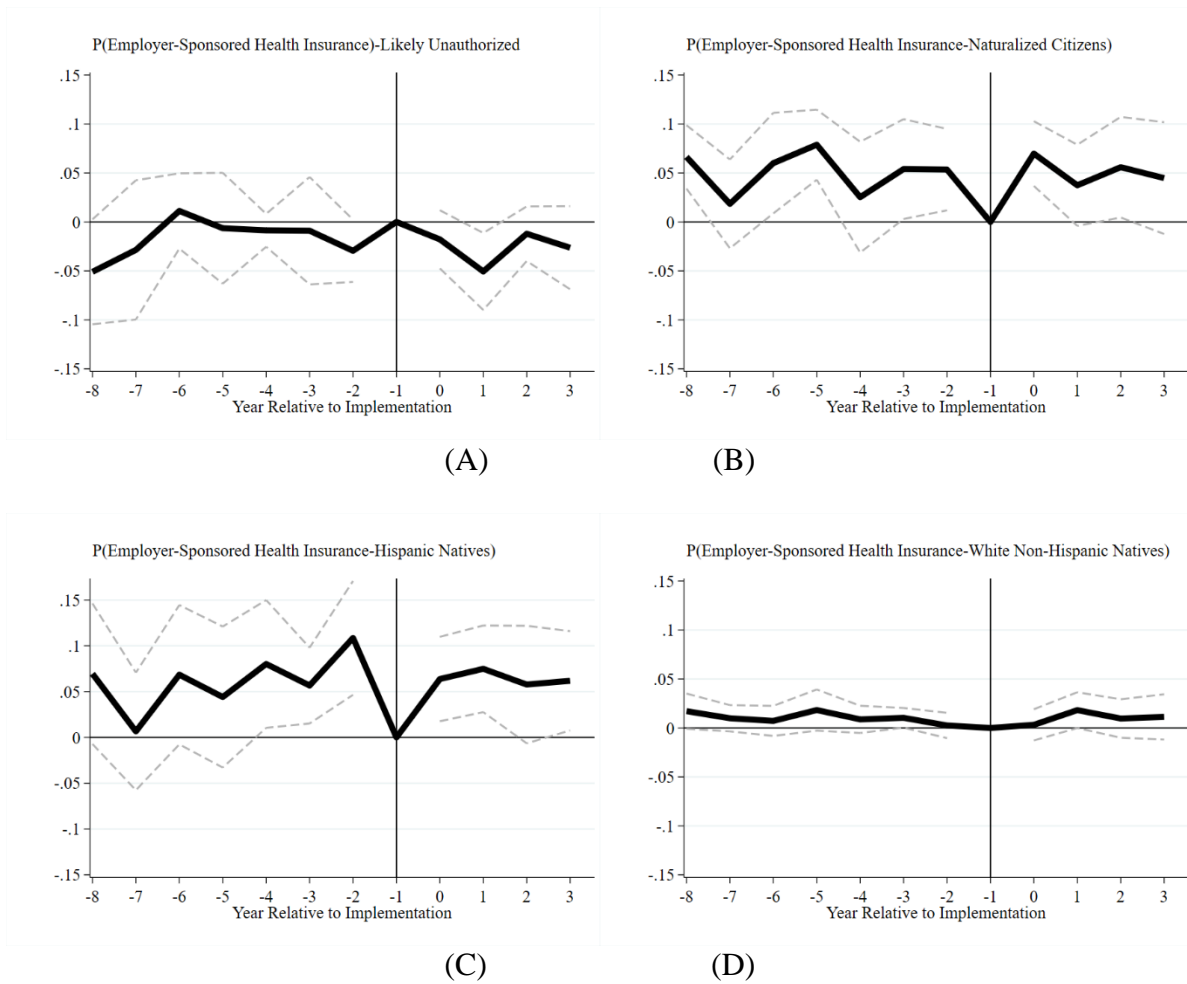 P(Employer-Sponsored Health Insurance)-Likely Unauthorized
.15
.1
.05
0
-.05
-.1
-.15
-8 -7 -6 -5 -4 -3 -2 -1 0 1 2 3
Year Relative to Implementation
(A)
P(Employer-Sponsored Health Insurance-Naturalized Citizens)
.15
.1
.05
0
-.05
-.1
-.15
-8 -7 -6 -5 -4 -3 -2 -1 0 1 2 3
Year Relative to Implementation
(B)
P(Employer-Sponsored Health Insurance-Hispanic Natives)
.15
.1
.05
0
-.05
-.1
-.15
-8 -7 -6 -5 -4 -3 -2 -1 0 1 2 3
Year Relative to Implementation
(C)
P(Employer-Sponsored Health Insurance-White Non-Hispanic Natives)
.15
.1
.05
0
-.05
-.1
-.15
-8 -7 -6 -5 -4 -3 -2 -1 0 1 2 3
Year Relative to Implementation
(D)